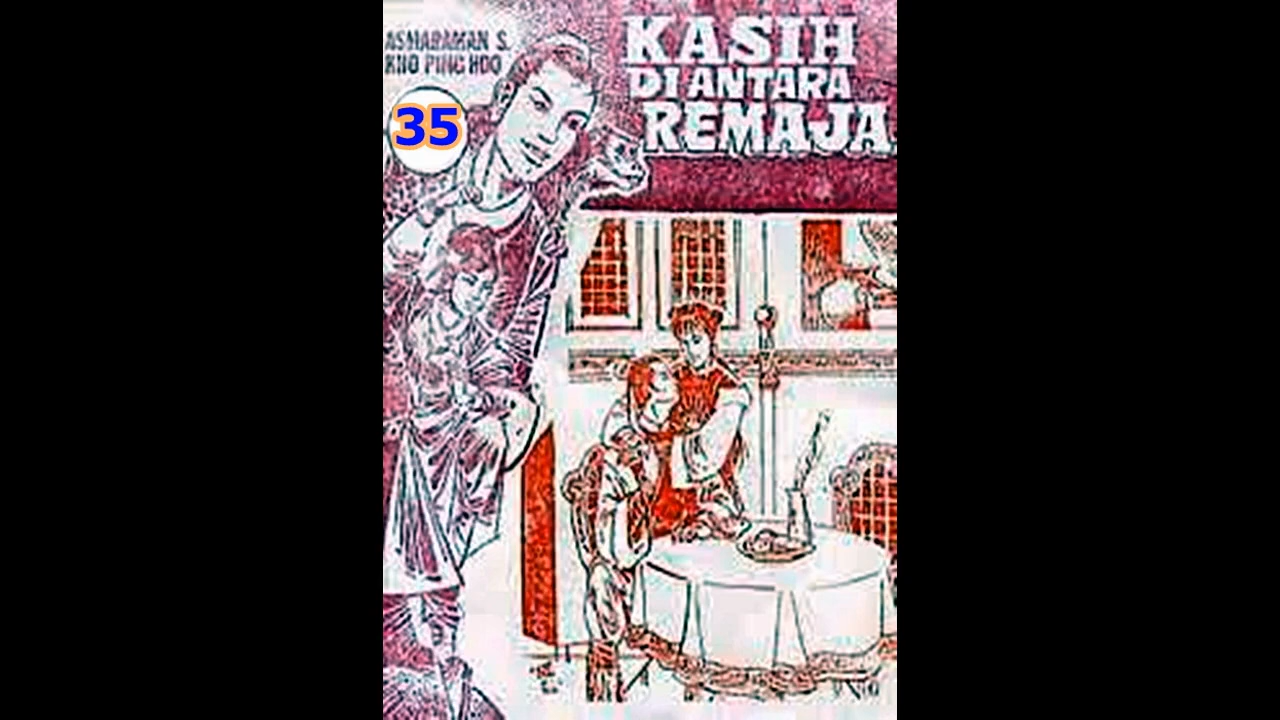 ASMARAMAN S.
KHO PING HOO
35
KASIH
DI ANTARA
REMAJA